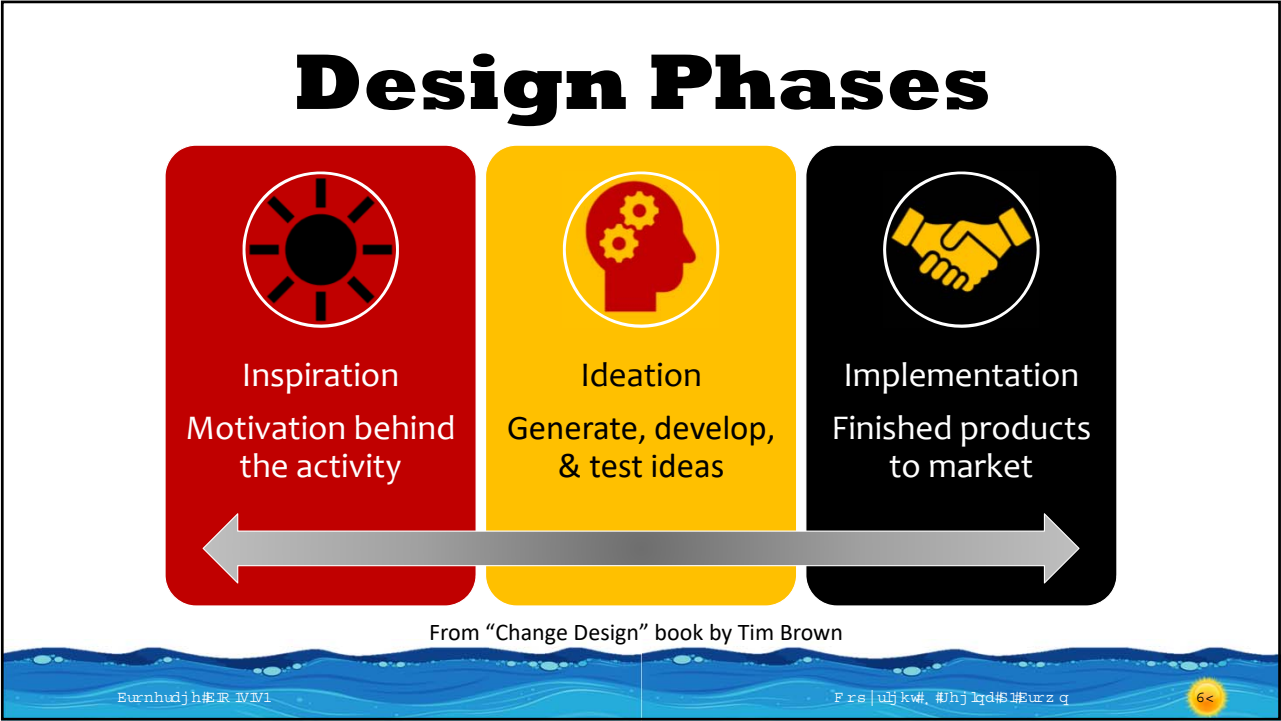 Design Phases
Inspiration
Motivation behind
the activity
Ideation
Generate, develop,
& test ideas
Implementation
Finished products
to market
From “Change Design” book by Tim Brown
6<